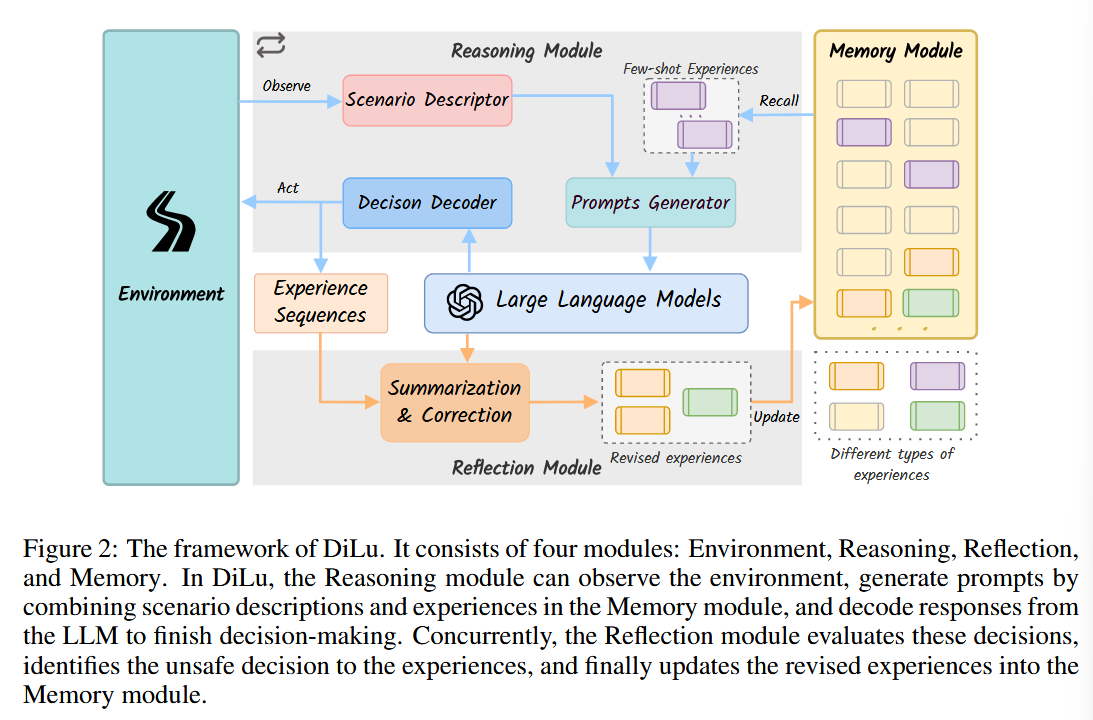 Reasoning Module
Memory Module
Observe
Scenario Descriptor
Few-shot Experiences
...
Recall
Act
Decison Decoder
Prompts Generator
Environment
Experience
Sequences
Large Language Models
Summarization
& Correction
Update
Revised experiences
Reflection Module
Different types of
experiences
Figure 2: The framework of DiLu. It consists of four modules: Environment, Reasoning, Reflection,
and Memory. In DiLu, the Reasoning module can observe the environment, generate prompts by
combining scenario descriptions and experiences in the Memory module, and decode responses from
the LLM to finish decision-making. Concurrently, the Reflection module evaluates these decisions,
identifies the unsafe decision to the experiences, and finally updates the revised experiences into the
Memory module.